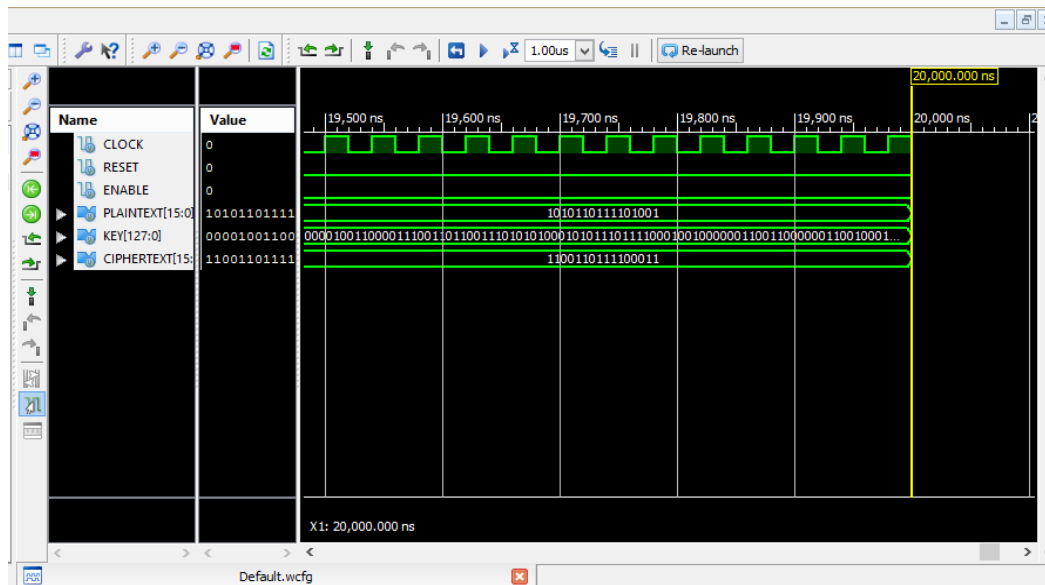 1.00us
Re-launch
20,000.000 ns
Name
Value
19,500 ns
19,600 ns
19,700 ns
19,800 ns
19,900 ns
20,000 ns
2
CLOCK
0
RESET
0
ENABLE
0
PLAINTEXT[15:0]
10101101111
1010110111101001
KEY[127:0]
00001001100
CIPHERTEXT[15:
11001101111
1100110111100011
X1: 20,000.000 ns
Default.wcfg